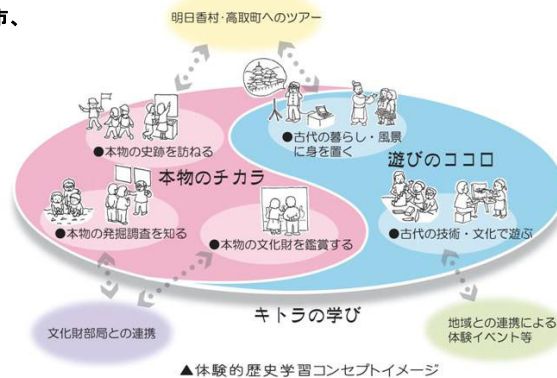 市、
明日香村・高取町へのツアー
●本物の史跡を訪ねる
●古代の暮らし・風景
に身を置く
本物のチカラ
遊びのココロ
●本物の発掘調査を知る
●本物の文化財を鑑賞する
●古代の技術・文化で遊ぶ
キトラの学び
文化財部局との連携
地域との連携による
体験イベント等
▲体験的歴史学習コンセプトイメージ